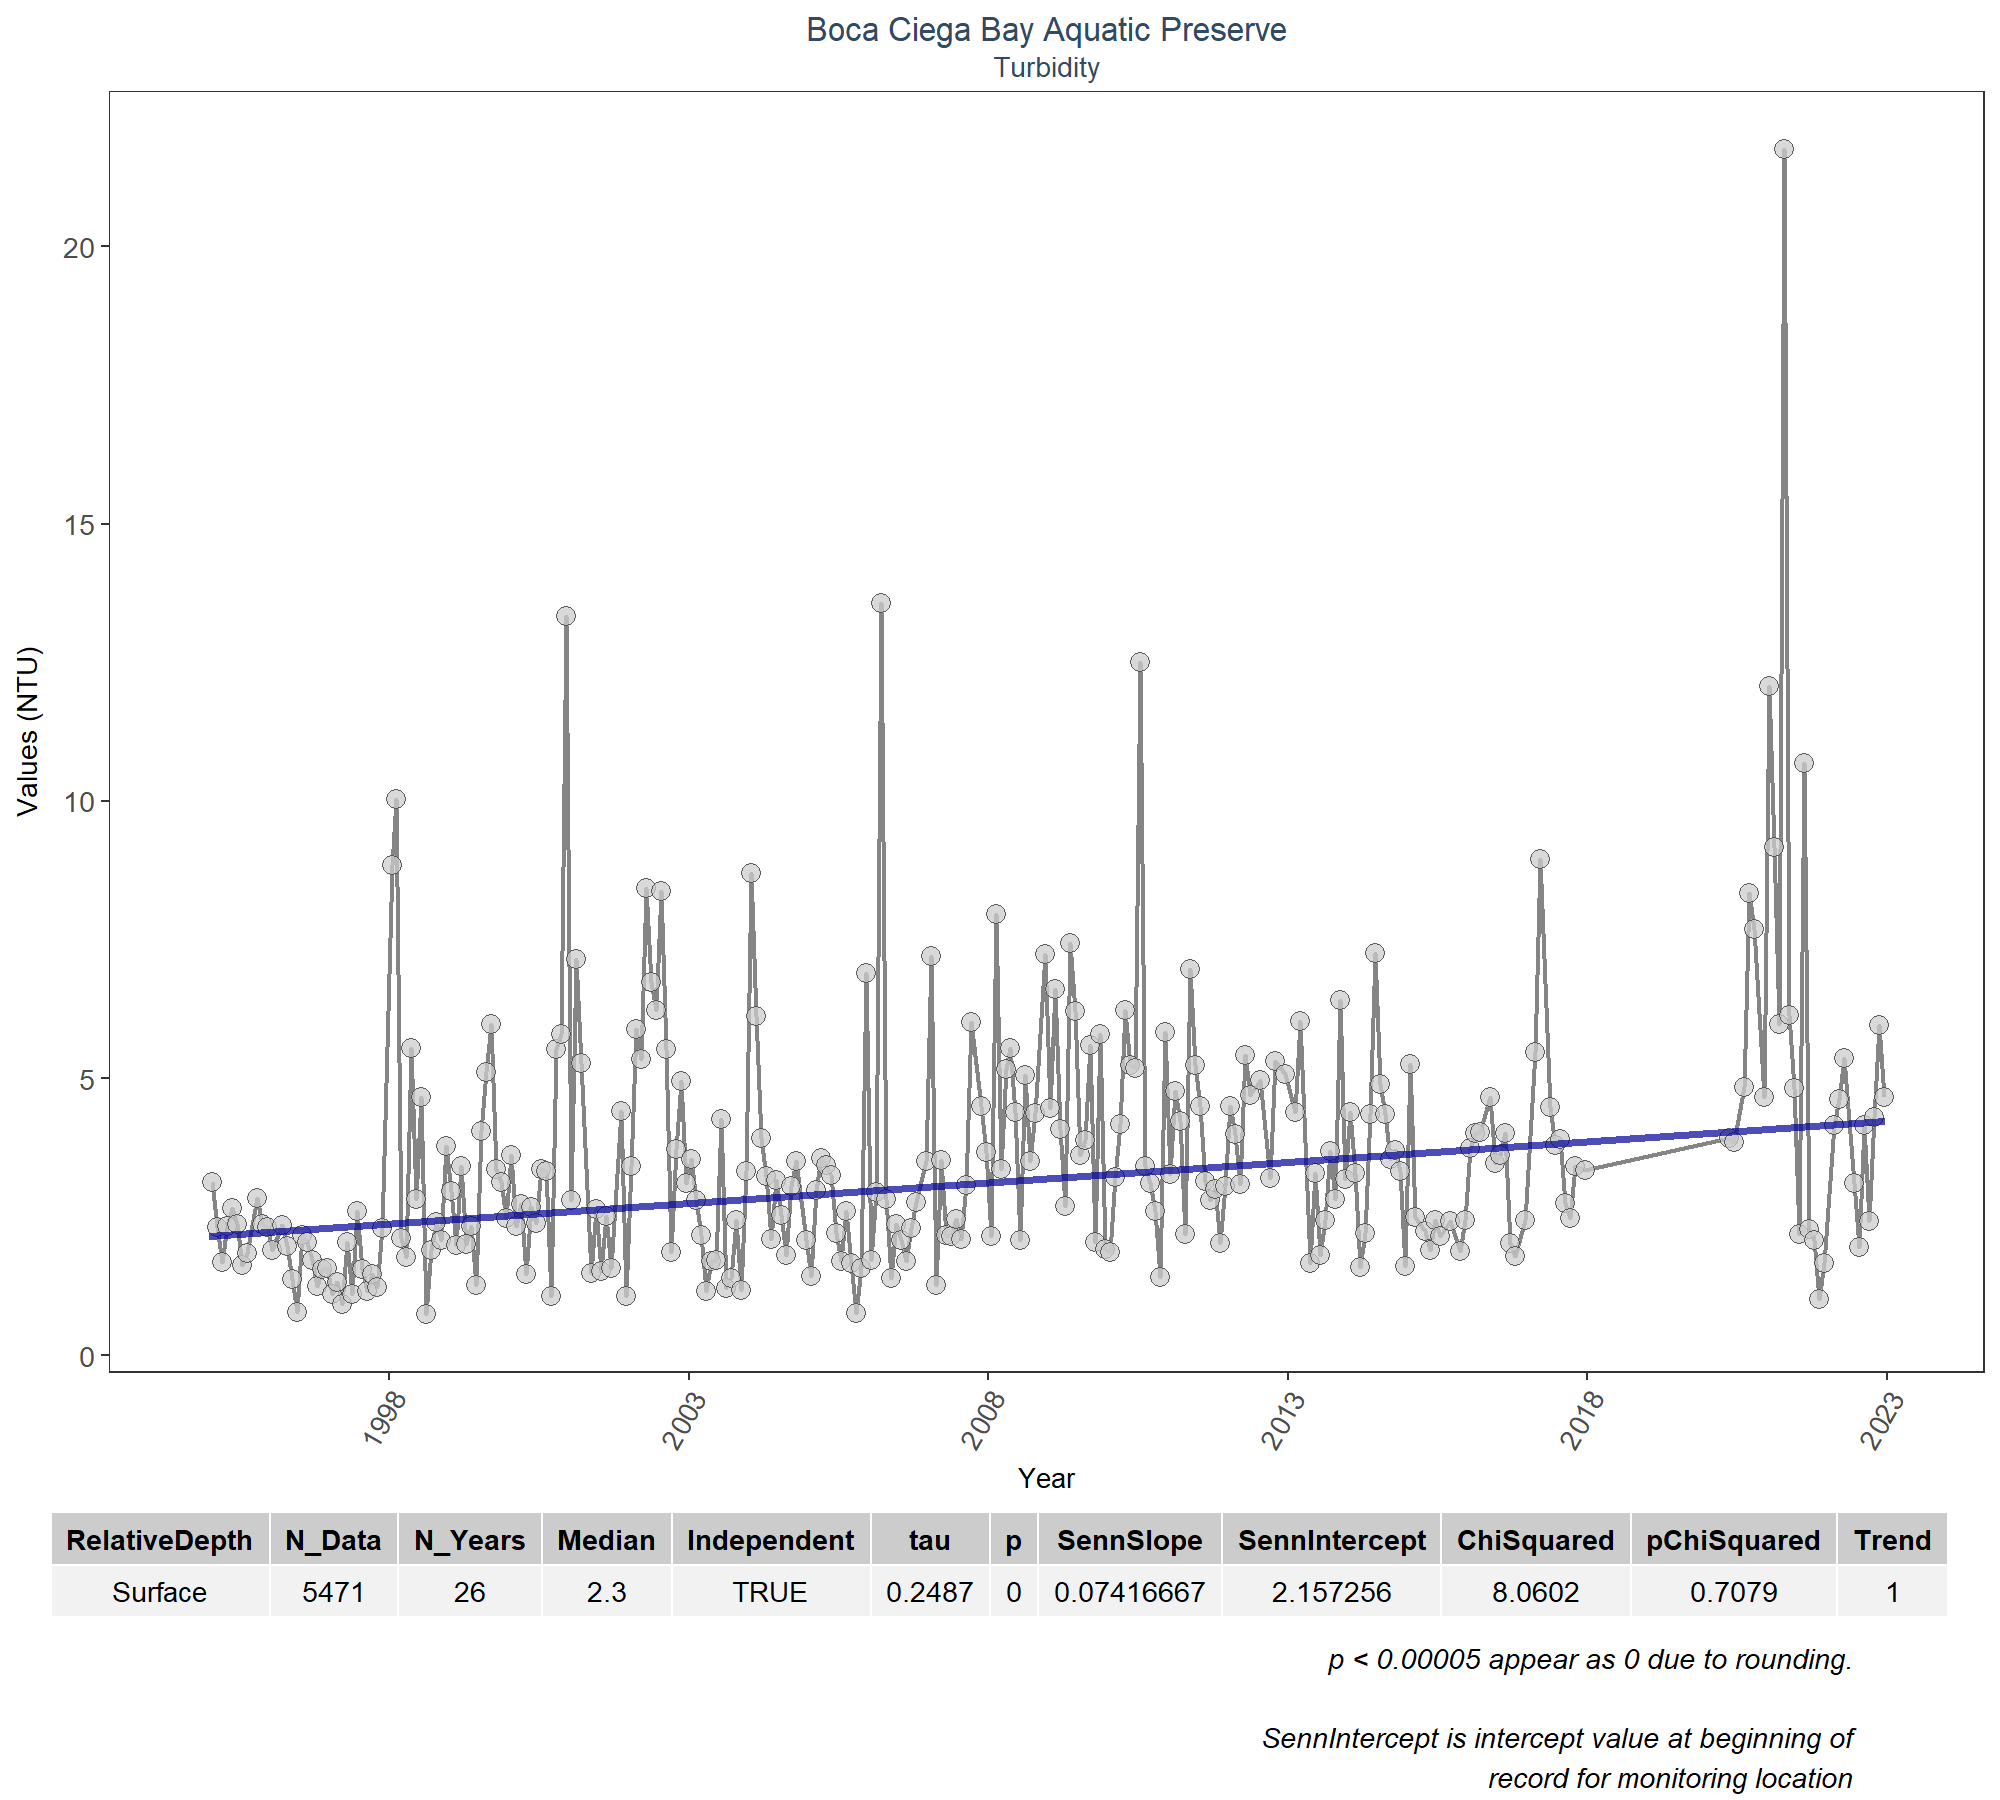 Boca Ciega Bay Aquatic Preserve
Turbidity
20
15
10
5
0
Values (NTU)
1998
2003
2008
2013
2018
2023
Year
RelativeDepth N_Data N_Years Median Independent tau p SennSlope SennIntercept ChiSquared pChiSquared Trend
Surface 5471 26 2.3 TRUE 0.2487 0 0.07416667 2.157256 8.0602 0.7079 1
p < 0.00005 appear as 0 due to rounding.
SennIntercept is intercept value at beginning of
record for monitoring location